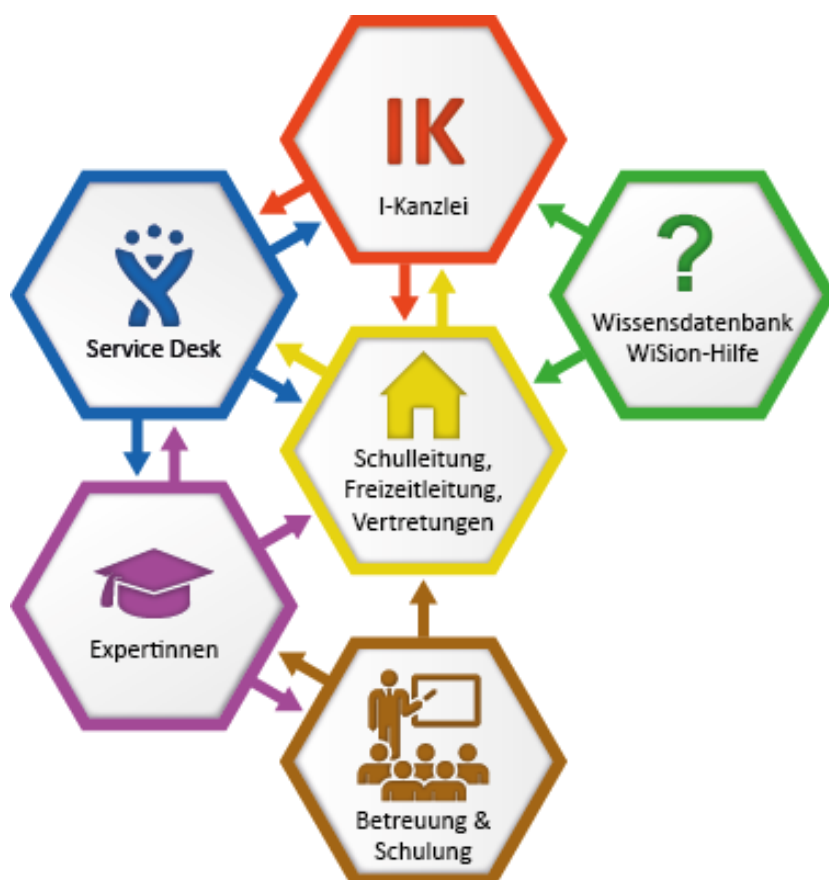 IK
I-Kanzlei
?
Wissensdatenbank
WiSion-Hilfe
Service Desk
Schulleitung,
Freizeitleitung,
Vertretungen
Expertinnen
Betreuung &
Schulung